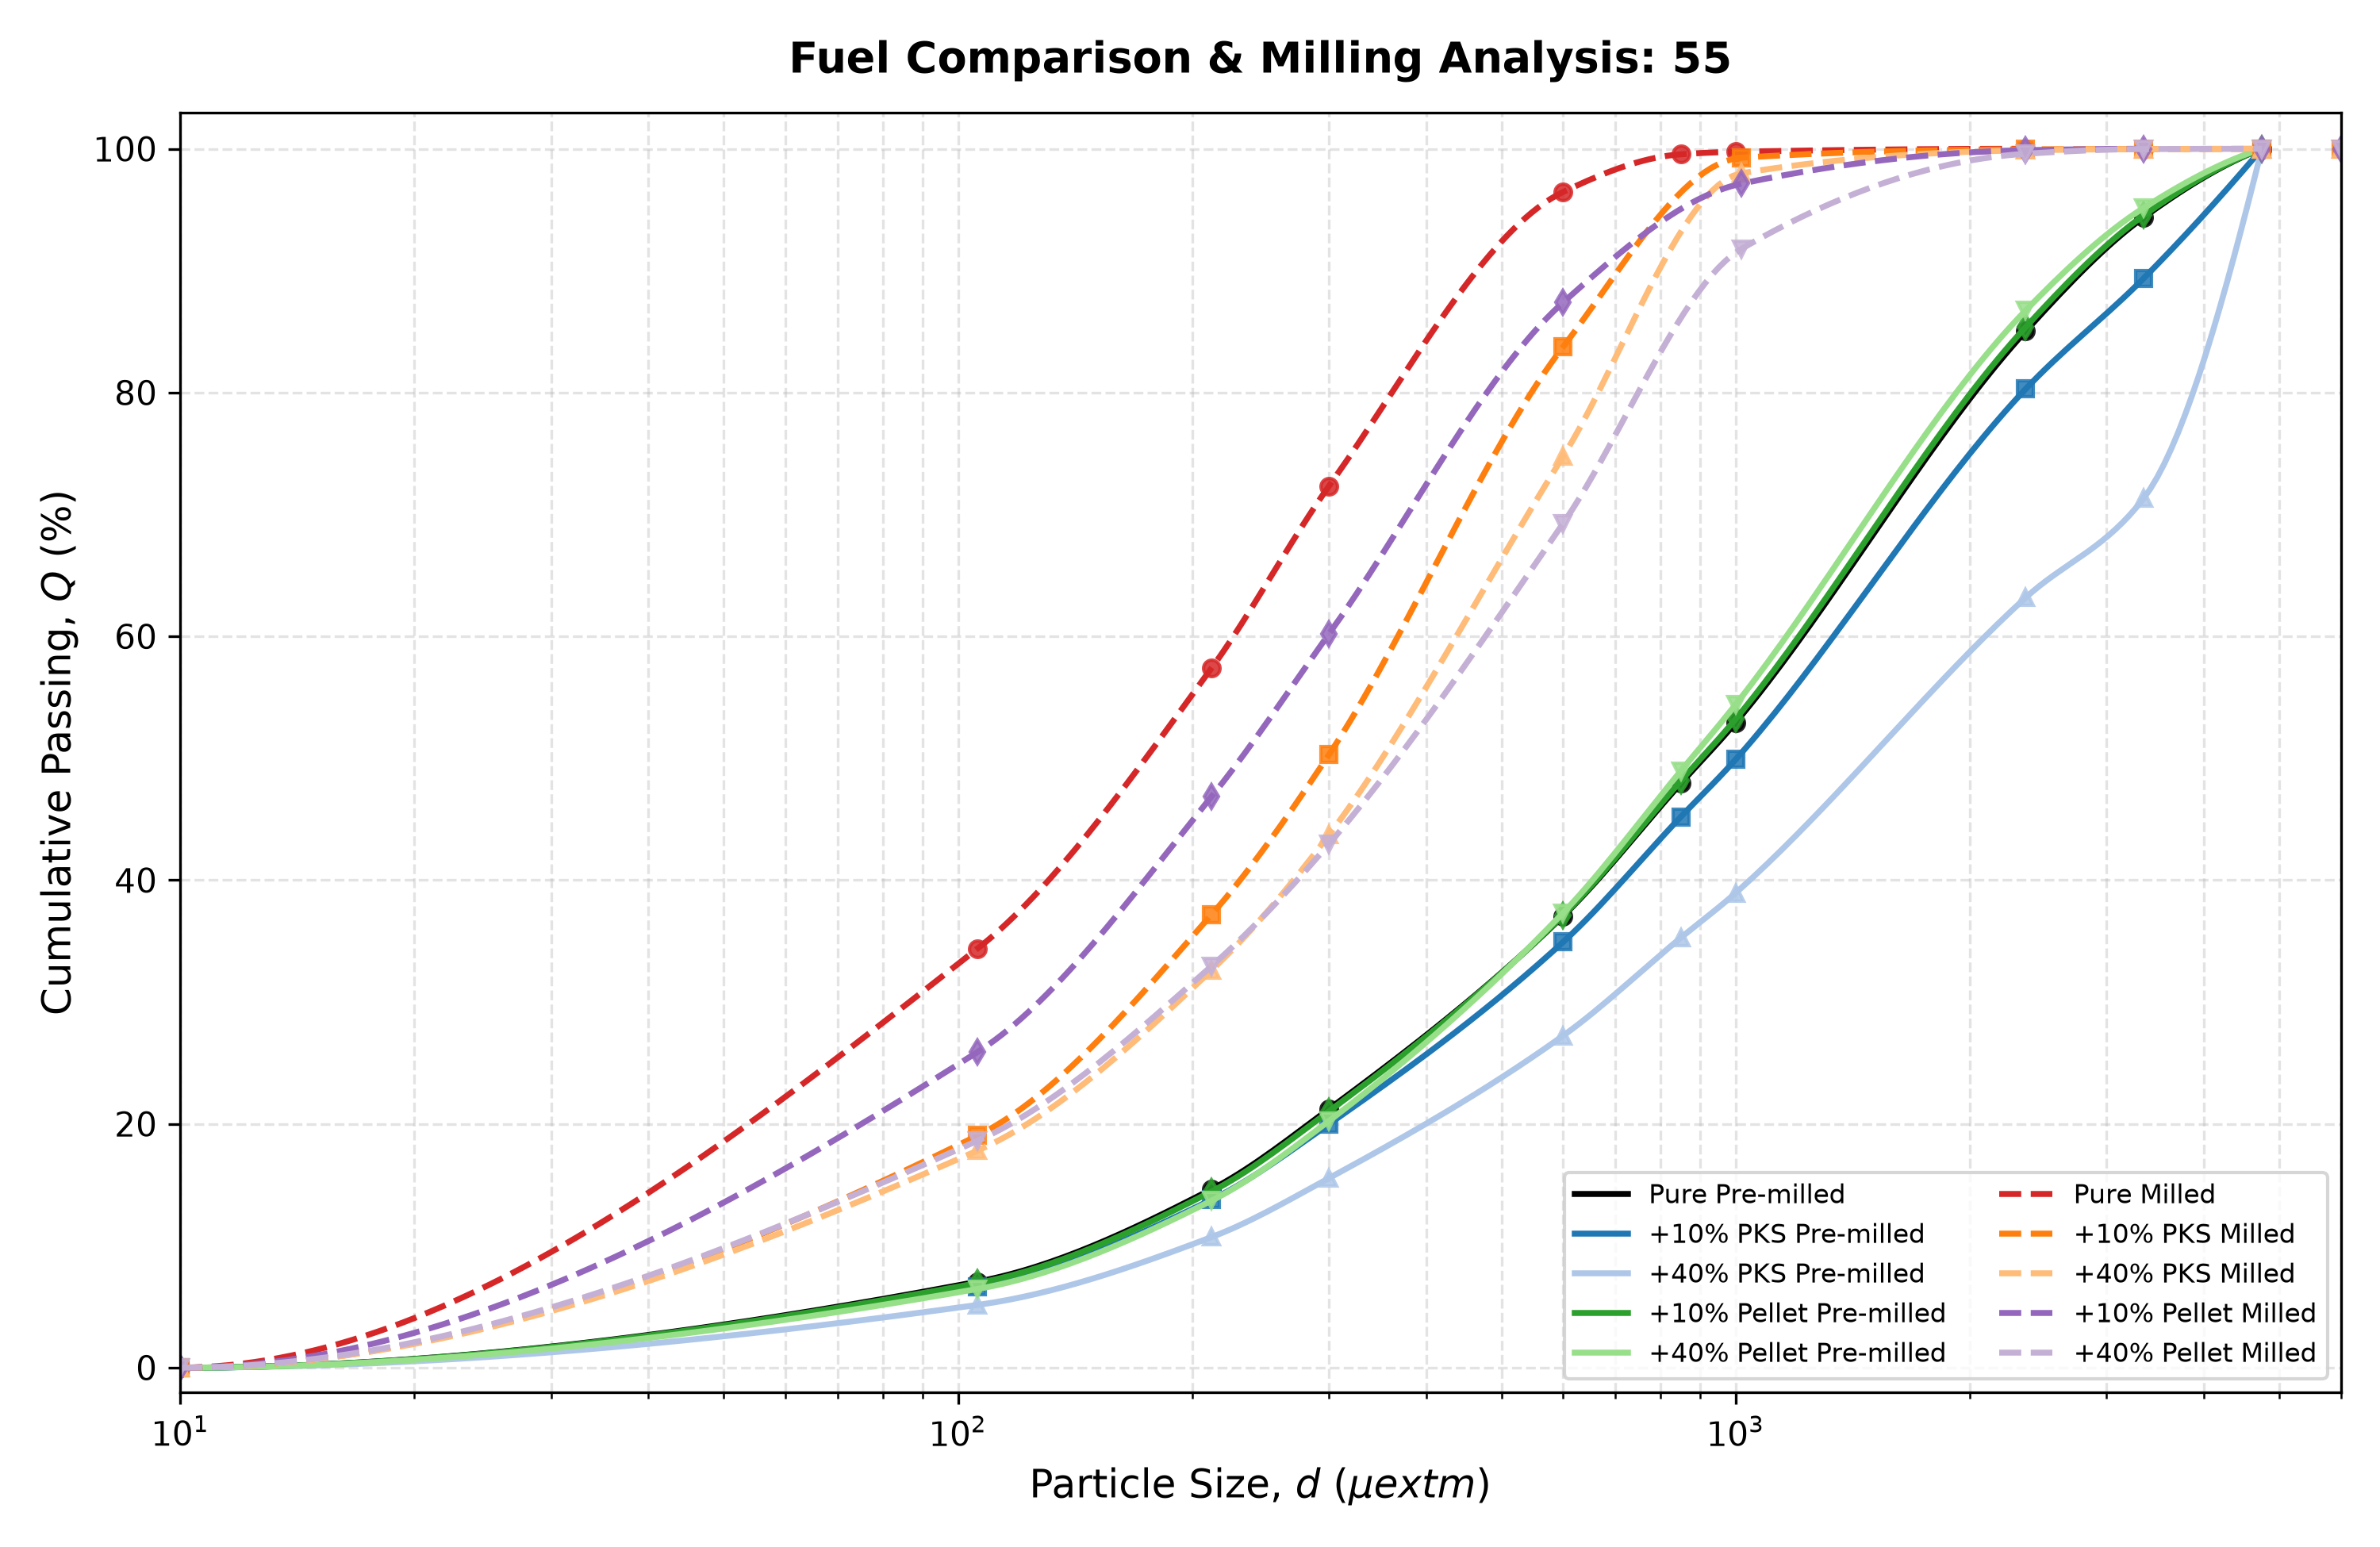 Fuel Comparison & Milling Analysis: 55
Cumulative Passing, Q (%)
100
80
60
40
20
0
10¹
10²
10³
Particle Size, d (μextm)
Pure Pre-milled
+10% PKS Pre-milled
+40% PKS Pre-milled
+10% Pellet Pre-milled
+40% Pellet Pre-milled
Pure Milled
+10% PKS Milled
+40% PKS Milled
+10% Pellet Milled
+40% Pellet Milled